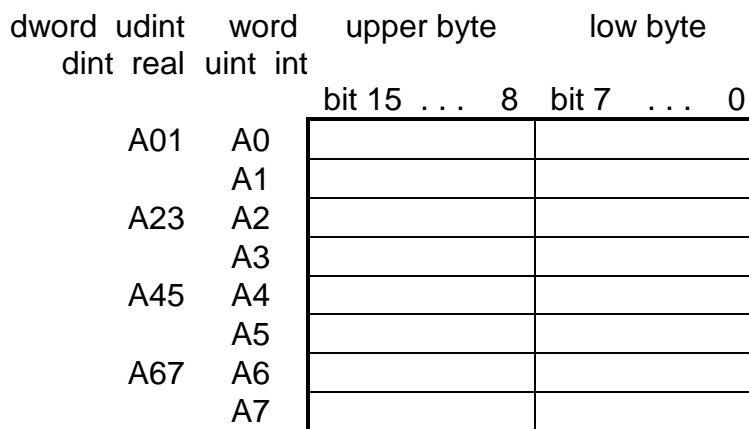 dword udint word upper byte low byte
dint real uint int
bit 15 . . . 8 bit 7 . . . 0
A01 A0
A1
A23 A2
A3
A45 A4
A5
A67 A6
A7